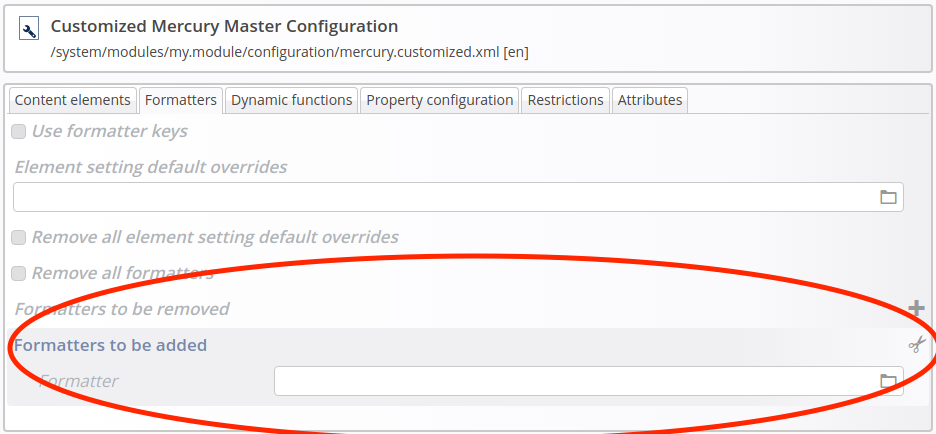 Customized Mercury Master Configuration
/system/modules/my.module/configuration/mercury.customized.xml [en]
Content elements Formatters Dynamic functions Property configuration Restrictions Attributes
Use formatter keys
Element setting default overrides
Remove all element setting default overrides
Remove all formatters
Formatters to be removed
Formatters to be added
Formatter